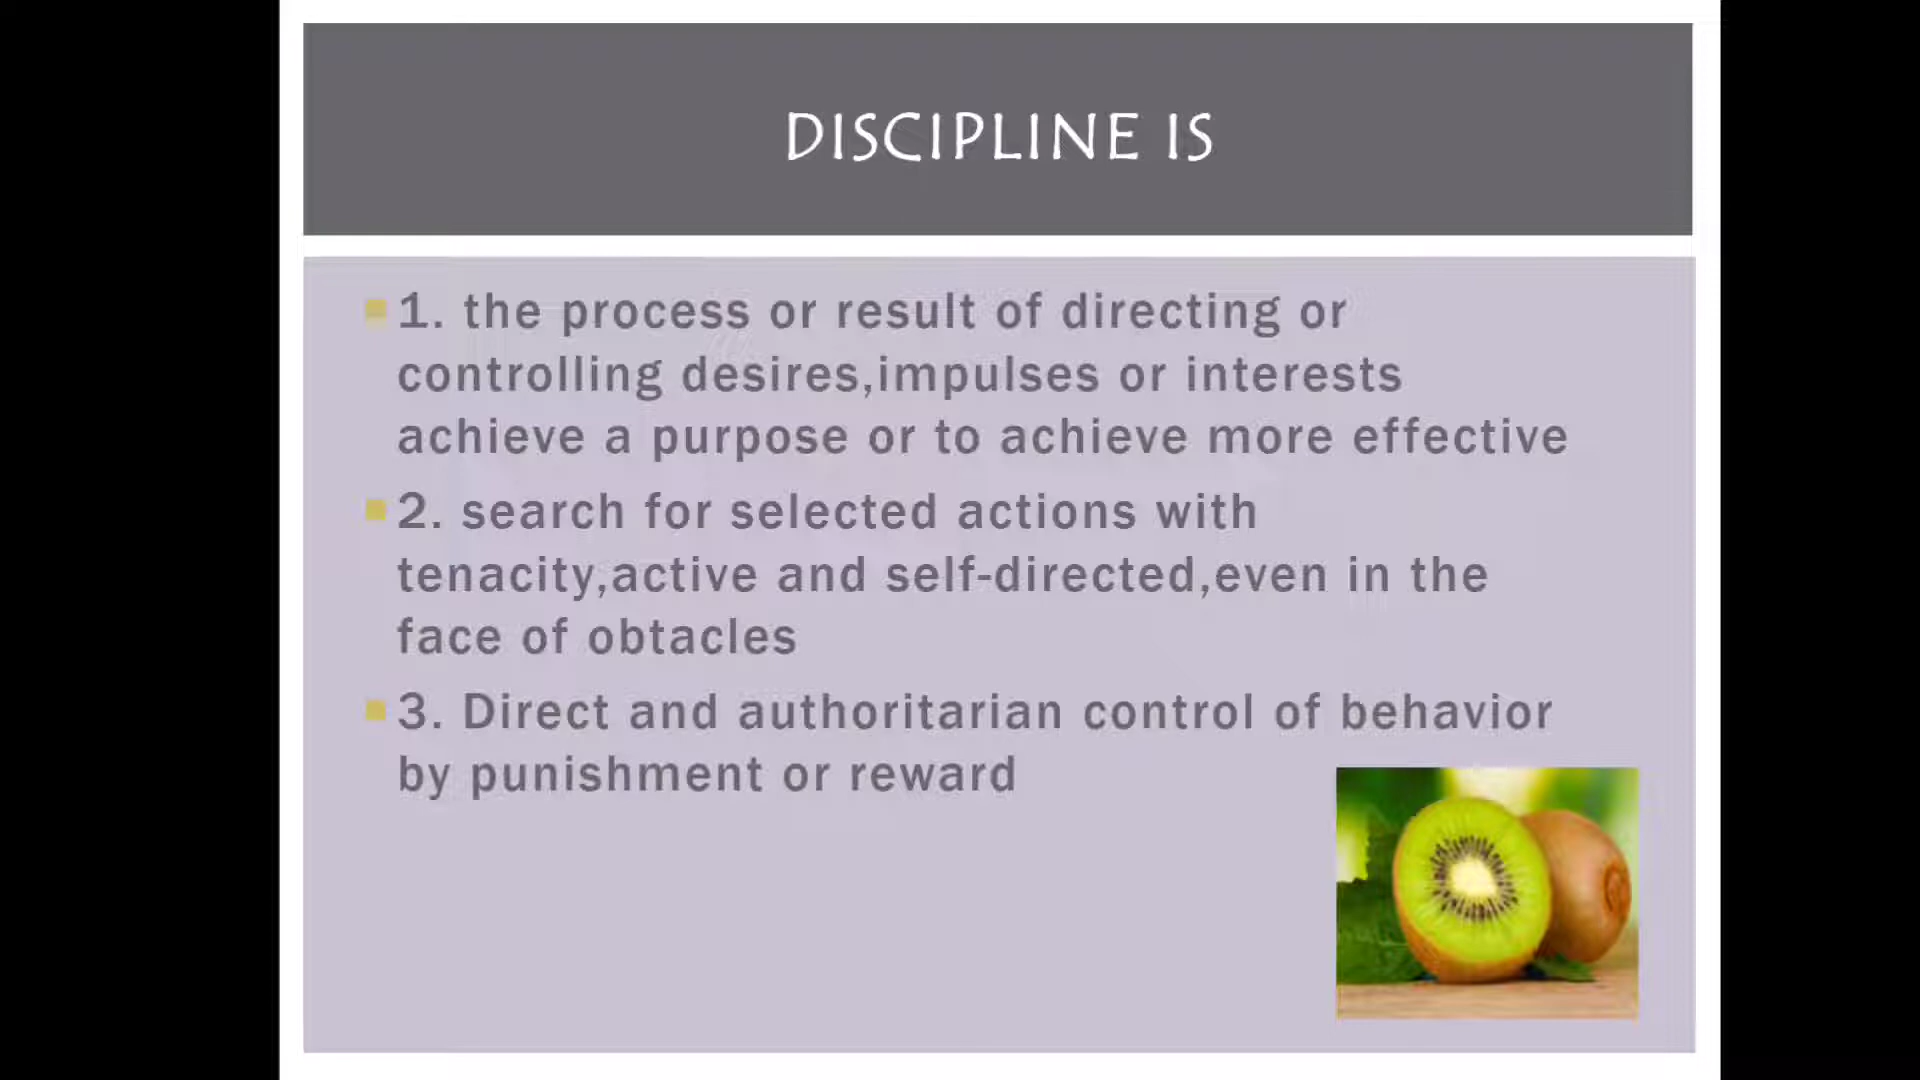 DISCIPLINE IS
1. the process or result of directing or
controlling desires,impulses or interests
achieve a purpose or to achieve more effective
2. search for selected actions with
tenacity,active and self-directed,even in the
face of obtacles
3. Direct and authoritarian control of behavior
by punishment or reward